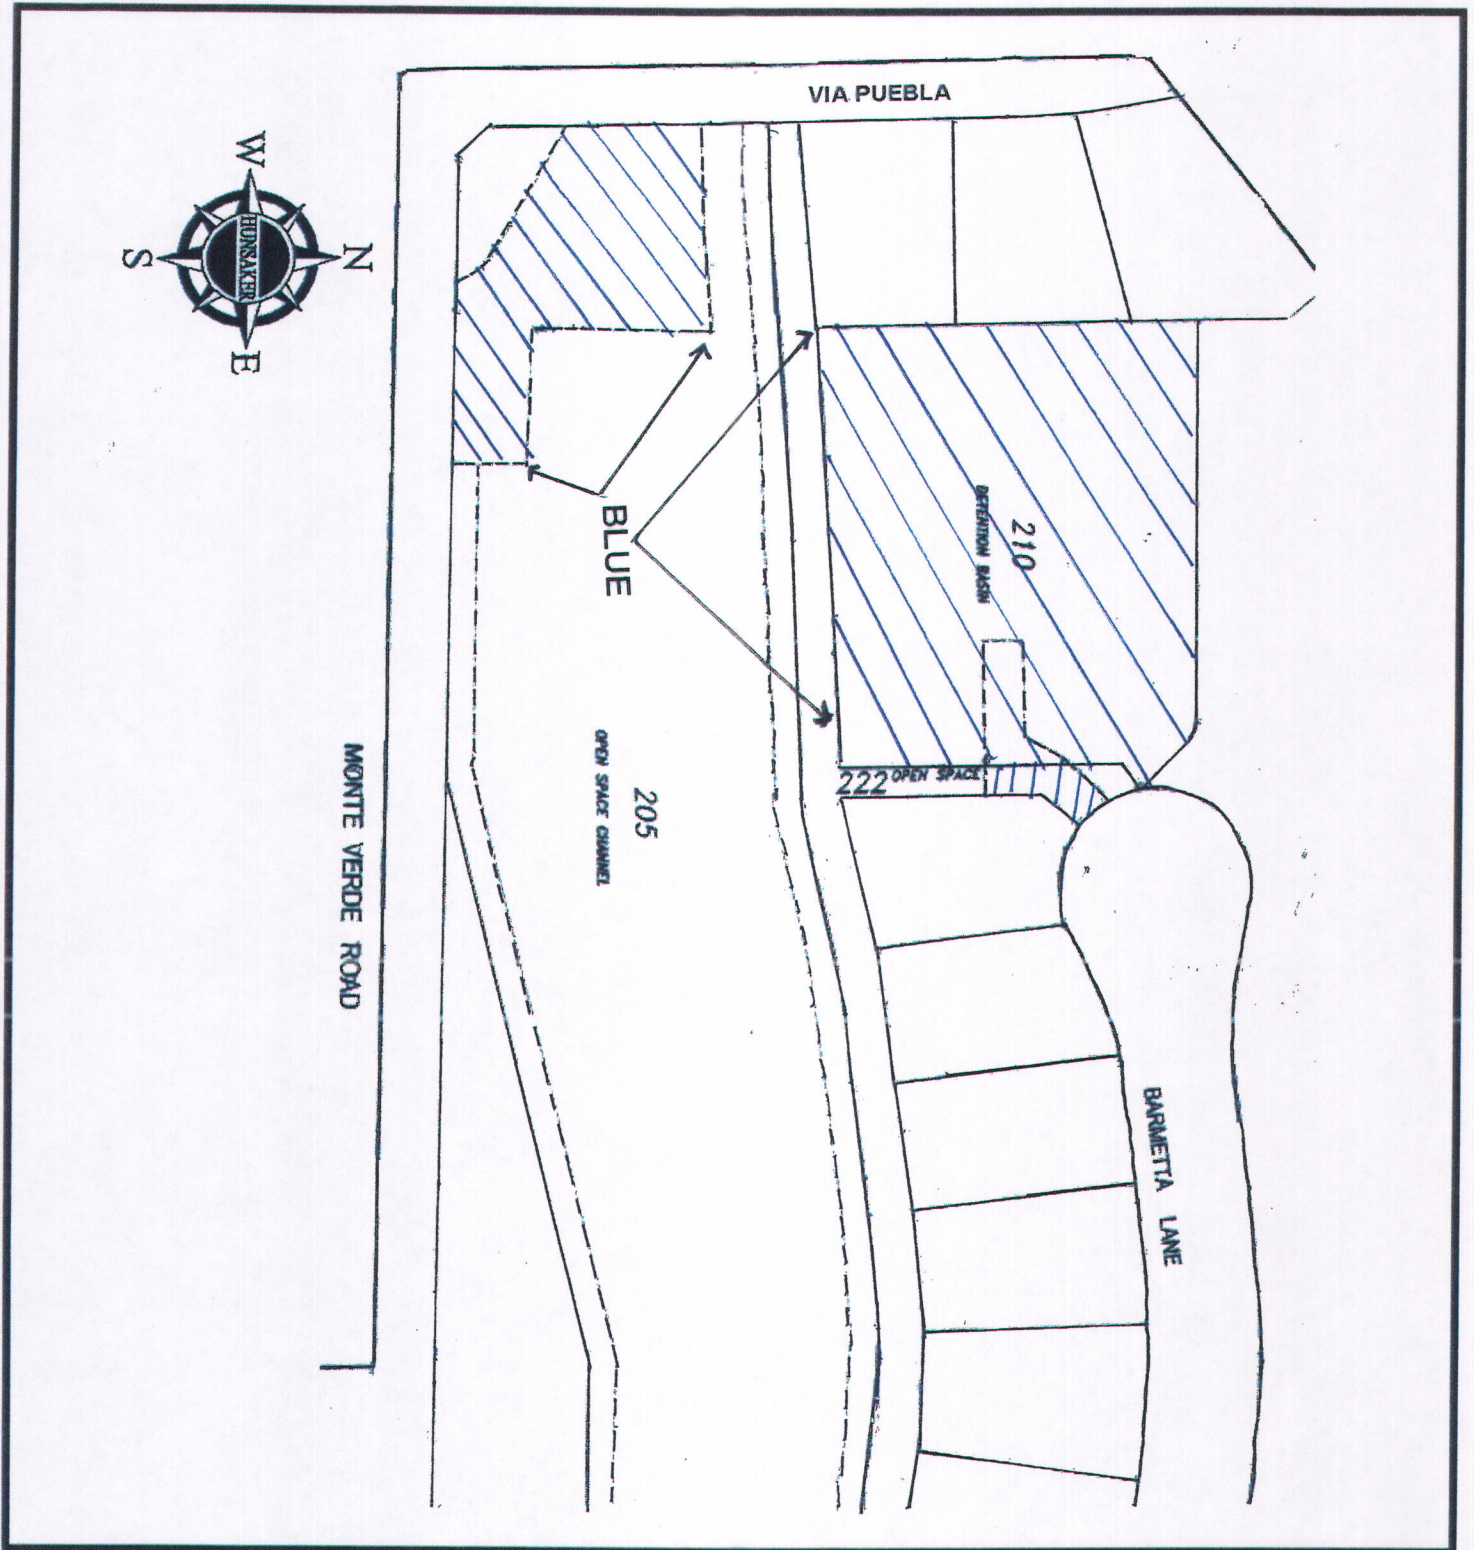 VIA PUEBLA
W
N
HUNSAKER
S
E
BLUE
210
DETENTION BASIN
222 OPEN SPACE
205
OPEN SPACE CHANNEL
MONTE VERDE ROAD
BARMETTA LANE